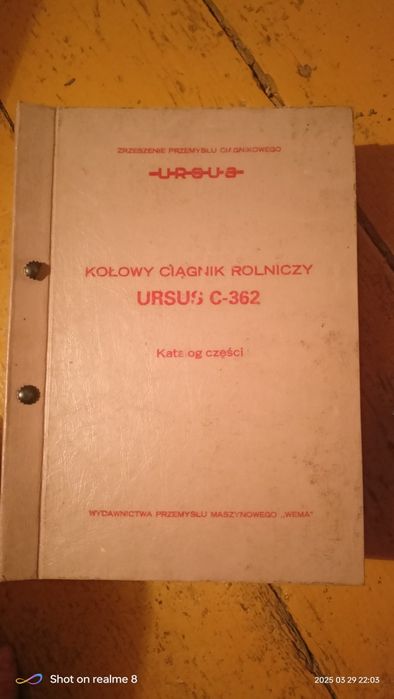 ZRZESZENIE PRZEMYSŁU CIĄGNIKOWEGO
URSUS
KOŁOWY CIĄGNIK ROLNICZY
URSUS C-362
Katalog części
WYDAWNICTWA PRZEMYSŁU MASZYNOWEGO „WEMA”
Shot on realme 8
2025 03 29 22:03